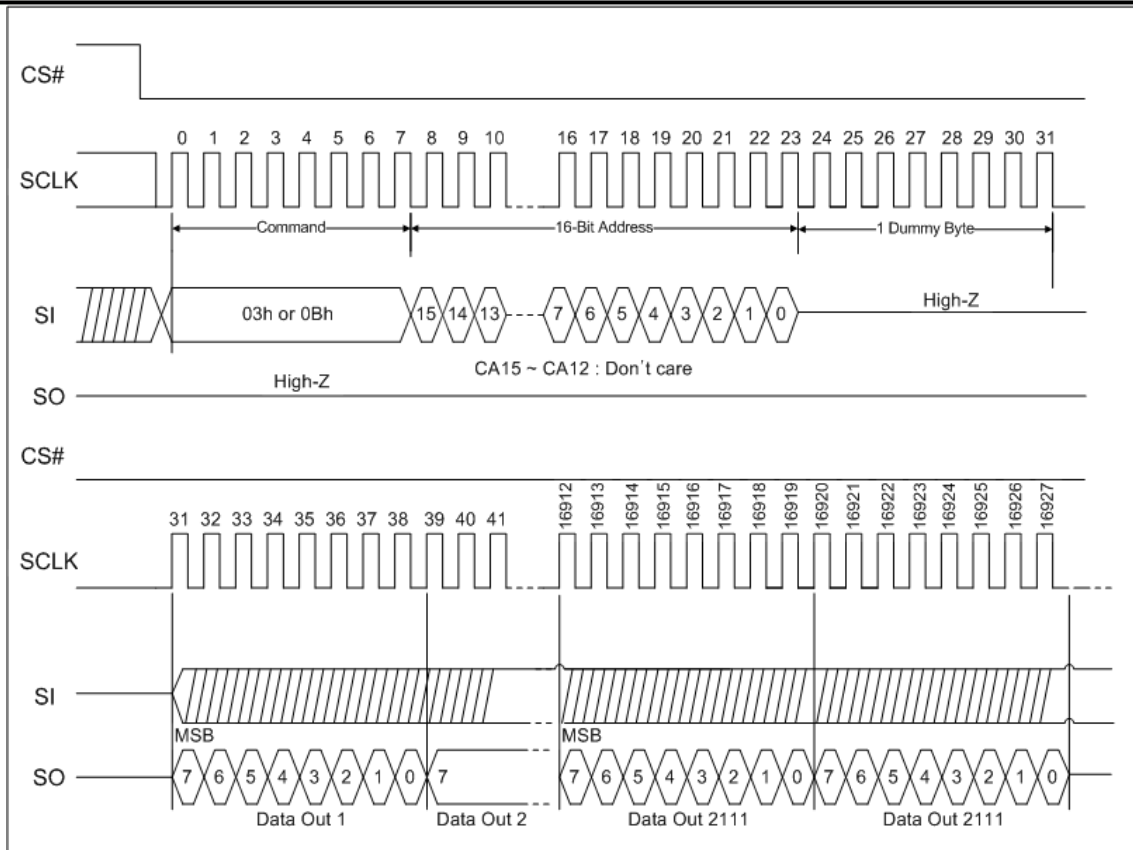 CS#
0 1 2 3 4 5 6 7 8 9 10 16 17 18 19 20 21 22 23 24 25 26 27 28 29 30 31
SCLK
Command 16-Bit Address 1 Dummy Byte
SI 03h or 0Bh 15 14 13 7 6 5 4 3 2 1 0 High-Z
CA15 ~ CA12 : Don't care
High-Z
SO
CS#
31 32 33 34 35 36 37 38 39 40 41 16912 16913 16914 16915 16916 16917 16918 16919 16920 16921 16922 16923 16924 16925 16926 16927
SCLK
SI
MSB MSB
SO 7 6 5 4 3 2 1 0 7 7 6 5 4 3 2 1 0 7 6 5 4 3 2 1 0
Data Out 1 Data Out 2 Data Out 2111 Data Out 2111